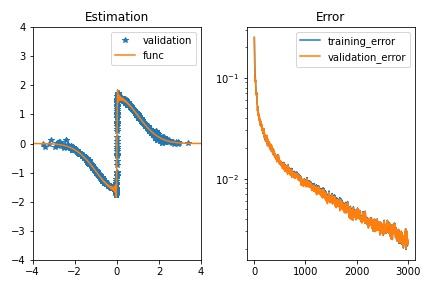 Estimation
validation
func
4
3
2
1
0
−1
−2
−3
−4
−4 −2 0 2 4
Error
training_error
validation_error
10⁻¹
10⁻²
0 1000 2000 3000